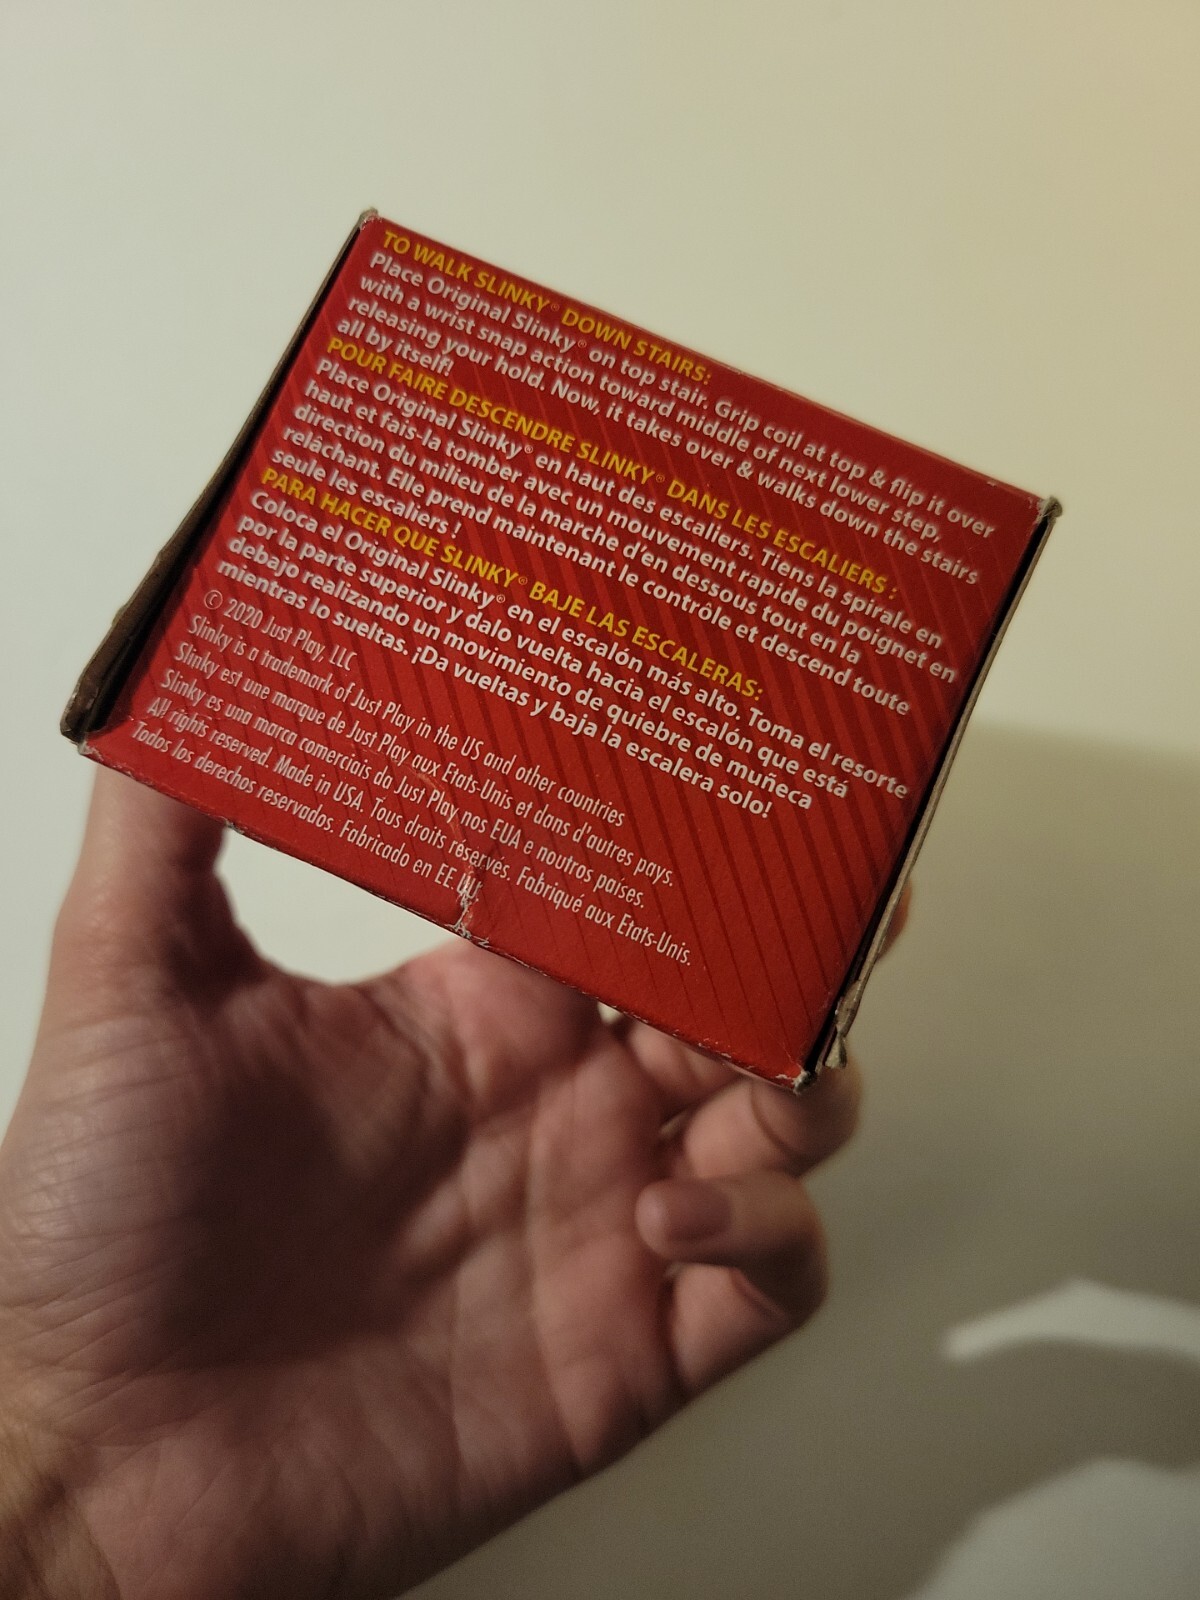 TO WALK SLINKY® DOWN STAIRS:
Place Original Slinky® on top stair. Grip coil at top & flip it over
with a wrist snap action toward middle of next lower step,
releasing your hold. Now, it takes over & walks down the stairs
all by itself!
POUR FAIRE DESCENDRE SLINKY® DANS LES ESCALIERS :
Place Original Slinky® en haut des escaliers. Tiens la spirale en
haut et fais-la tomber avec un mouvement rapide du poignet en
direction du milieu de la marche d'en dessous tout en la
relâchant. Elle prend maintenant le contrôle et descend toute
seule les escaliers !
PARA HACER QUE SLINKY® BAJE LAS ESCALERAS:
Coloca el Original Slinky® en el escalón más alto. Toma el resorte
por la parte superior y dalo vuelta hacia el escalón que está
debajo realizando un movimiento de quiebre de muñeca
mientras lo sueltas. ¡Da vueltas y baja la escalera solo!
© 2020 Just Play, LLC
Slinky is a trademark of Just Play in the US and other countries
Slinky est une marque de Just Play aux Etats-Unis et dans d'autres pays.
Slinky es una marca comerciais da Just Play nos EUA e noutros países.
All rights reserved. Made in USA. Tous droits réservés. Fabriqué aux Etats-Unis.
Todos los derechos reservados. Fabricado en EE. UU.